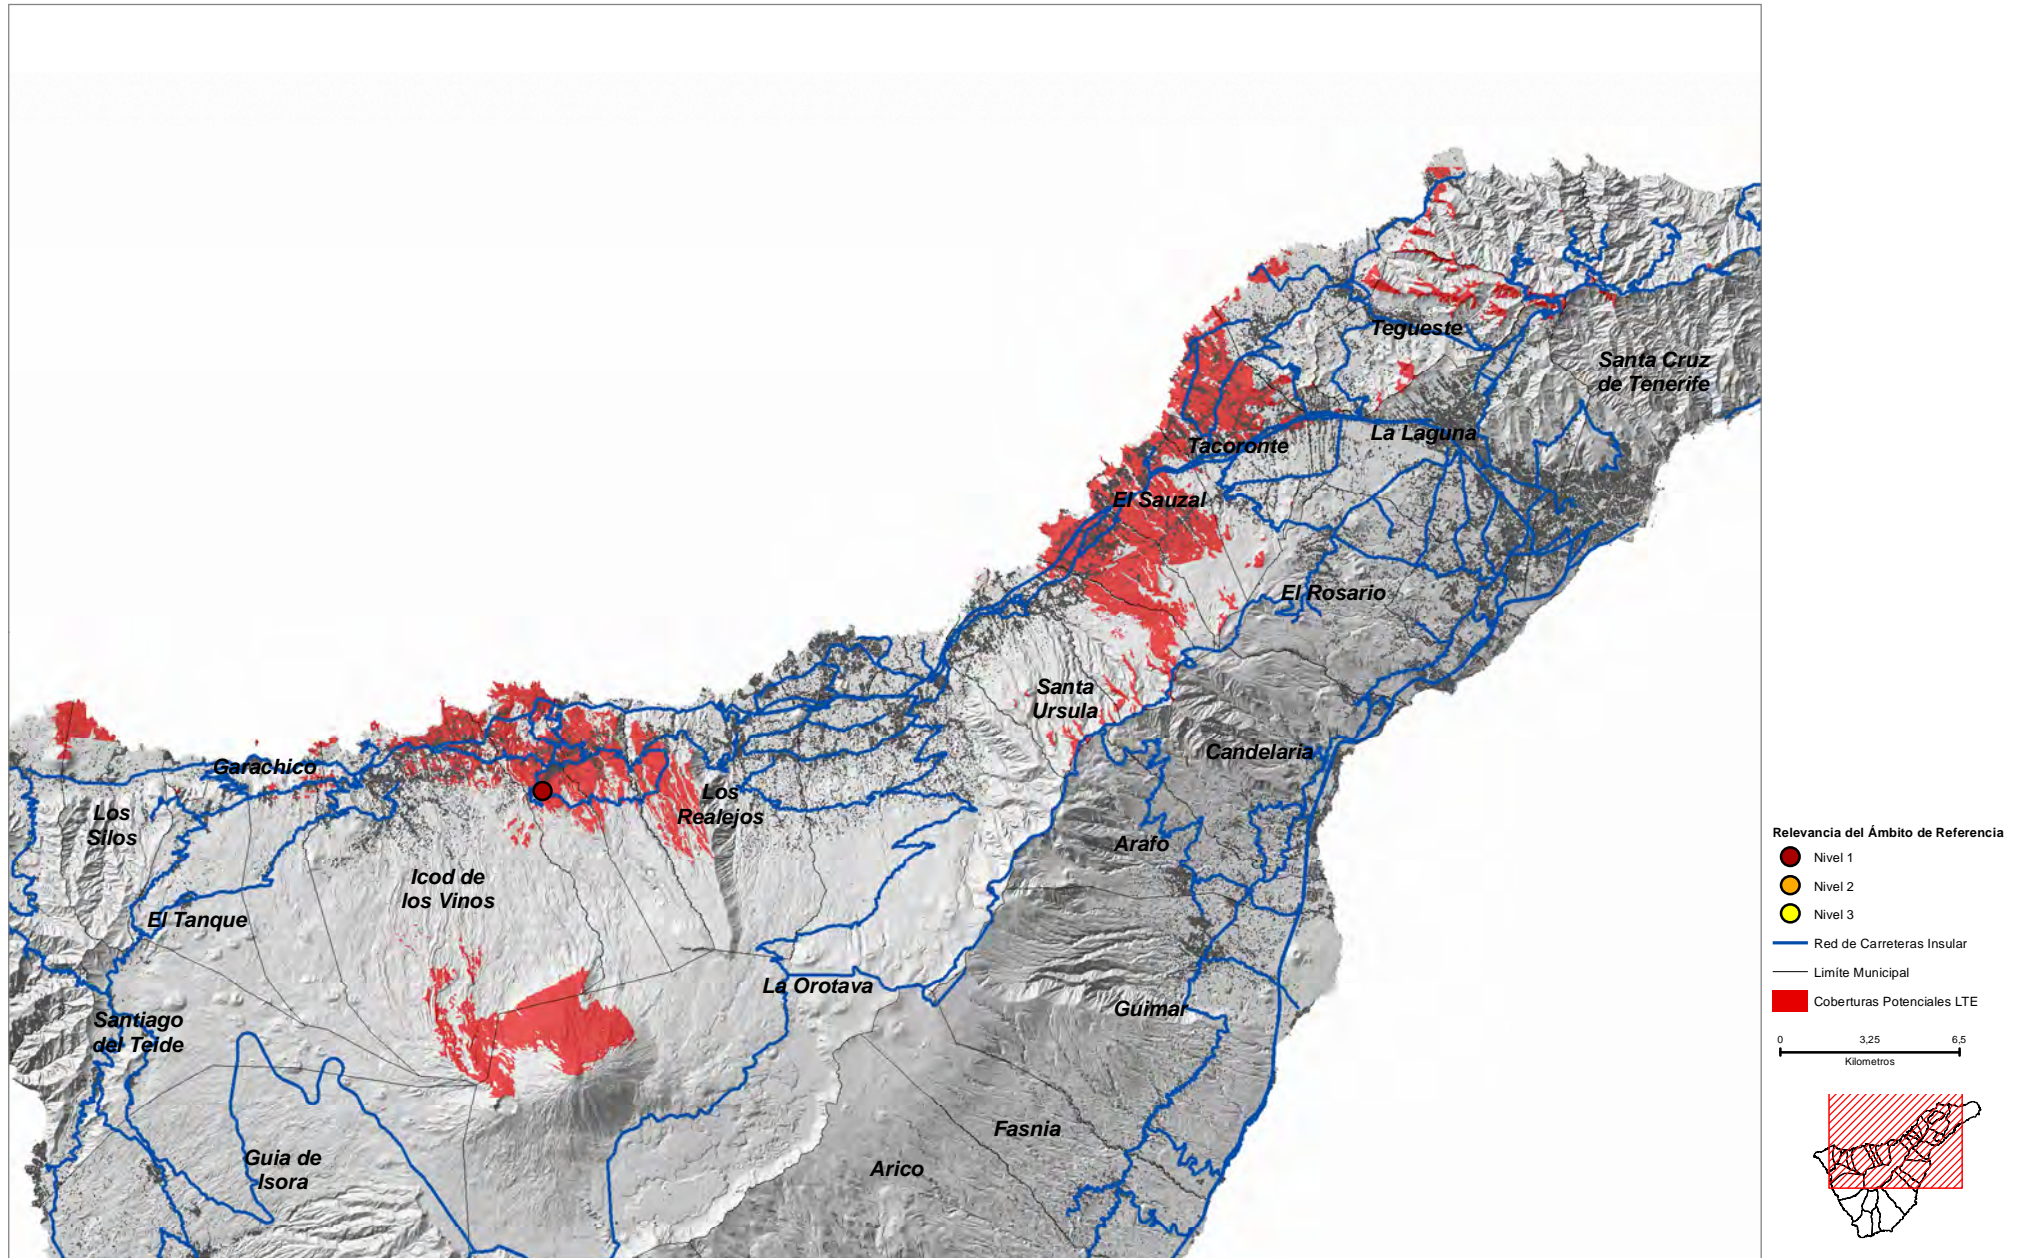 Tegueste
Santa Cruz
de Tenerife
La Laguna
Tacoronte
El Sauzal
El Rosario
Santa
Ursula
Candelaria
Garachico
Los
Silos
Los
Realejos
Arafo
Icod de
los Vinos
El Tanque
La Orotava
Guimar
Santiago
del Teide
Fasnia
Guia de
Isora
Arico
Relevancia del Ámbito de Referencia
Nivel 1
Nivel 2
Nivel 3
Red de Carreteras Insular
Limíte Municipal
Coberturas Potenciales LTE
0 3,25 6,5
Kilometros